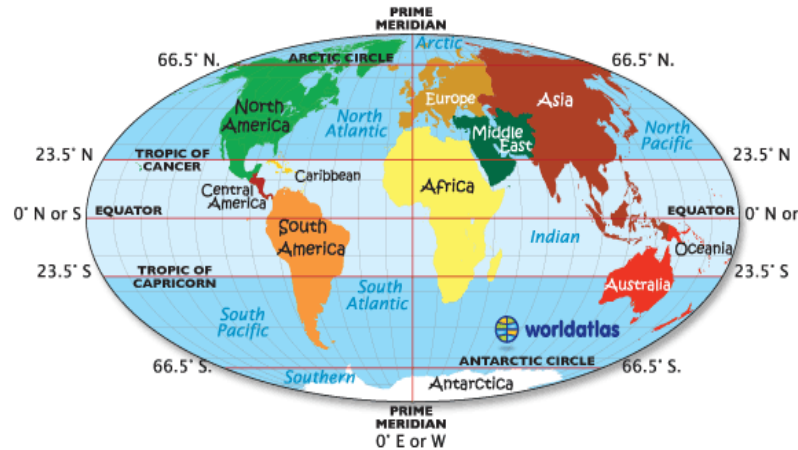 PRIME
MERIDIAN
Arctic
66.5° N.
ARCTIC CIRCLE
66.5° N.
North
America
North
Atlantic
Europe
Asia
Middle
East
North
Pacific
23.5° N
TROPIC OF
CANCER
23.5° N
Caribbean
Central
America
Africa
0° N or S
EQUATOR
EQUATOR
0° N or
South
America
Indian
Oceania
23.5° S
TROPIC OF
CAPRICORN
23.5° S
South
Atlantic
Australia
South
Pacific
worldatlas
66.5° S.
ANTARCTIC CIRCLE
66.5° S.
Southern
Antarctica
PRIME
MERIDIAN
0° E or W